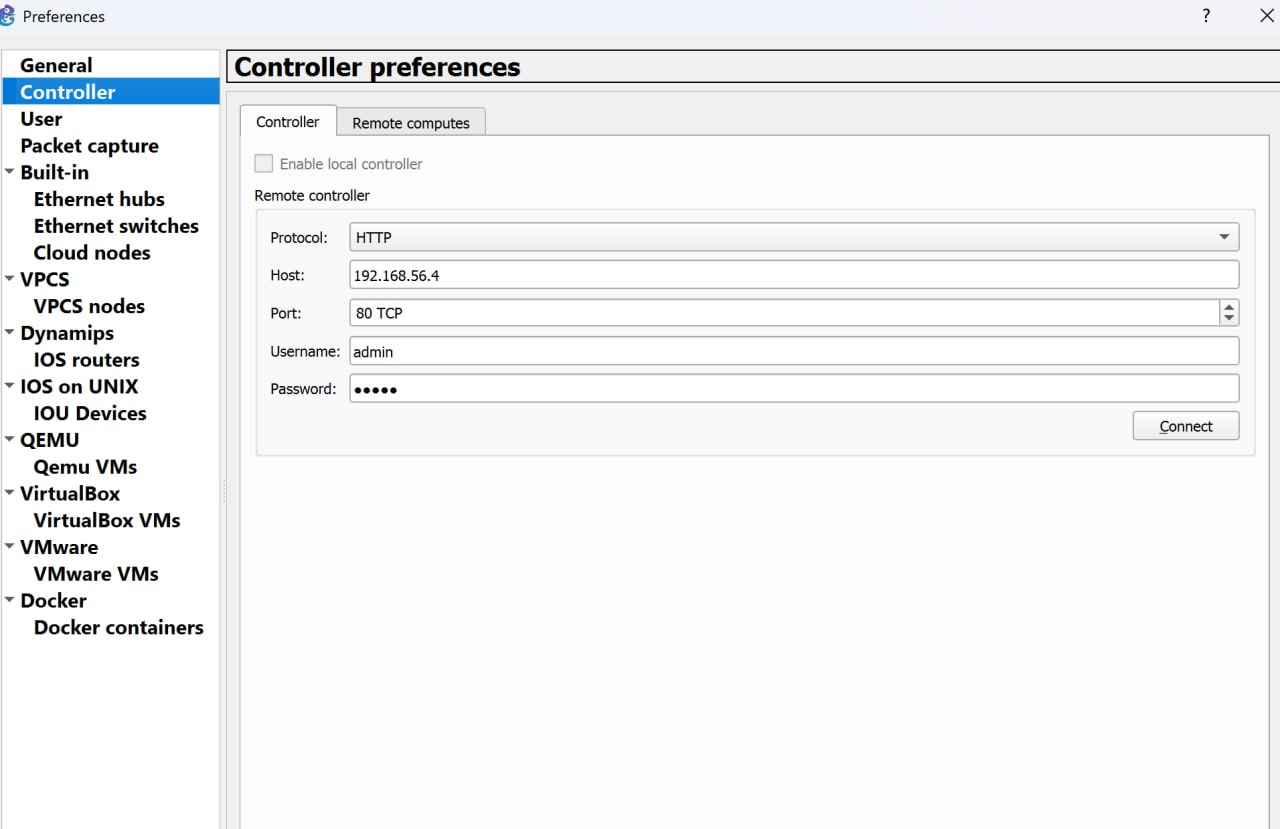 Preferences
?
General
Controller
User
Packet capture
Built-in
Ethernet hubs
Ethernet switches
Cloud nodes
VPCS
VPCS nodes
Dynamips
IOS routers
IOS on UNIX
IOU Devices
QEMU
Qemu VMs
VirtualBox
VirtualBox VMs
VMware
VMware VMs
Docker
Docker containers
Controller preferences
Controller Remote computes
Enable local controller
Remote controller
Protocol: HTTP
Host: 192.168.56.4
Port: 80 TCP
Username: admin
Password: •••••
Connect